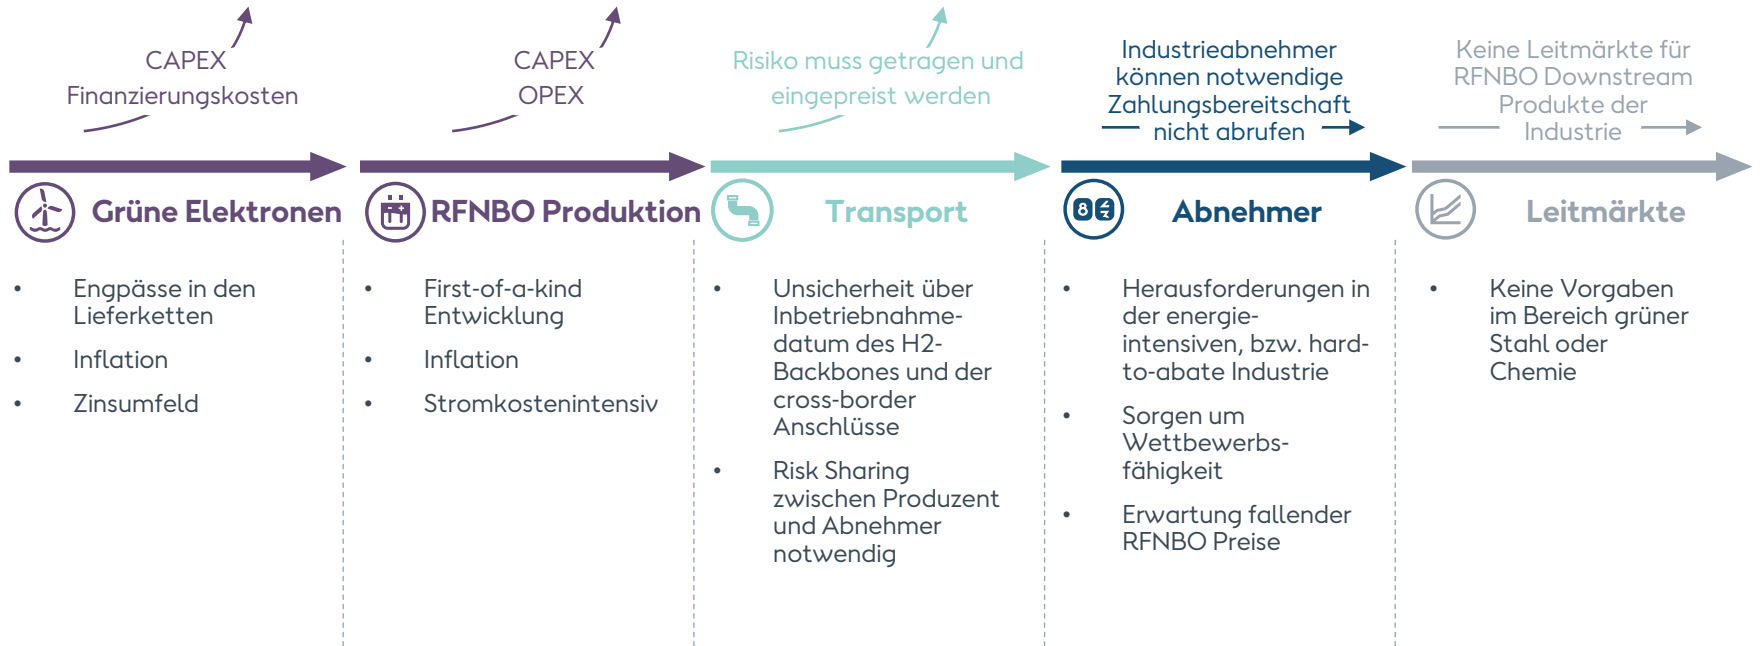 CAPEX
Finanzierungskosten
CAPEX
OPEX
Risiko muss getragen und
eingepreist werden
Industrieabnehmer
können notwendige
Zahlungsbereitschaft
nicht abrufen
Keine Leitmärkte für
RFNBO Downstream
Produkte der
Industrie
Grüne Elektronen
RFNBO Produktion
Transport
Abnehmer
Leitmärkte
• Engpässe in den
Lieferketten
• Inflation
• Zinsumfeld
• First-of-a-kind
Entwicklung
• Inflation
• Stromkostenintensiv
• Unsicherheit über
Inbetriebnahme-
datum des H2-
Backbones und der
cross-border
Anschlüsse
• Risk Sharing
zwischen Produzent
und Abnehmer
notwendig
• Herausforderungen in
der energie-
intensiven, bzw. hard-
to-abate Industrie
• Sorgen um
Wettbewerbs-
fähigkeit
• Erwartung fallender
RFNBO Preise
• Keine Vorgaben
im Bereich grüner
Stahl oder
Chemie